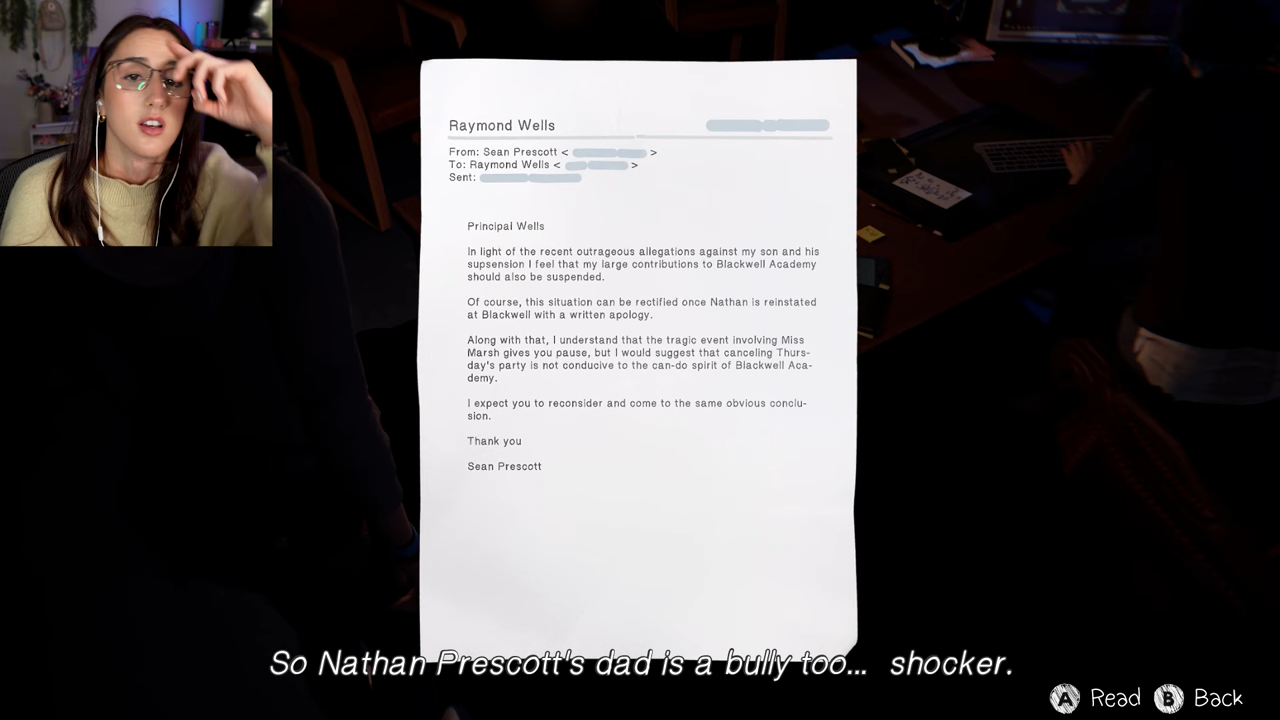 Raymond Wells
From: Sean Prescott < >
To: Raymond Wells < >
Sent:
Principal Wells
In light of the recent outrageous allegations against my son and his
supsension I feel that my large contributions to Blackwell Academy
should also be suspended.
Of course, this situation can be rectified once Nathan is reinstated
at Blackwell with a written apology.
Along with that, I understand that the tragic event involving Miss
Marsh gives you pause, but I would suggest that canceling Thurs-
day's party is not conducive to the can-do spirit of Blackwell Aca-
demy.
I expect you to reconsider and come to the same obvious conclu-
sion.
Thank you
Sean Prescott
So Nathan Prescott's dad is a bully too... shocker.
A Read B Back